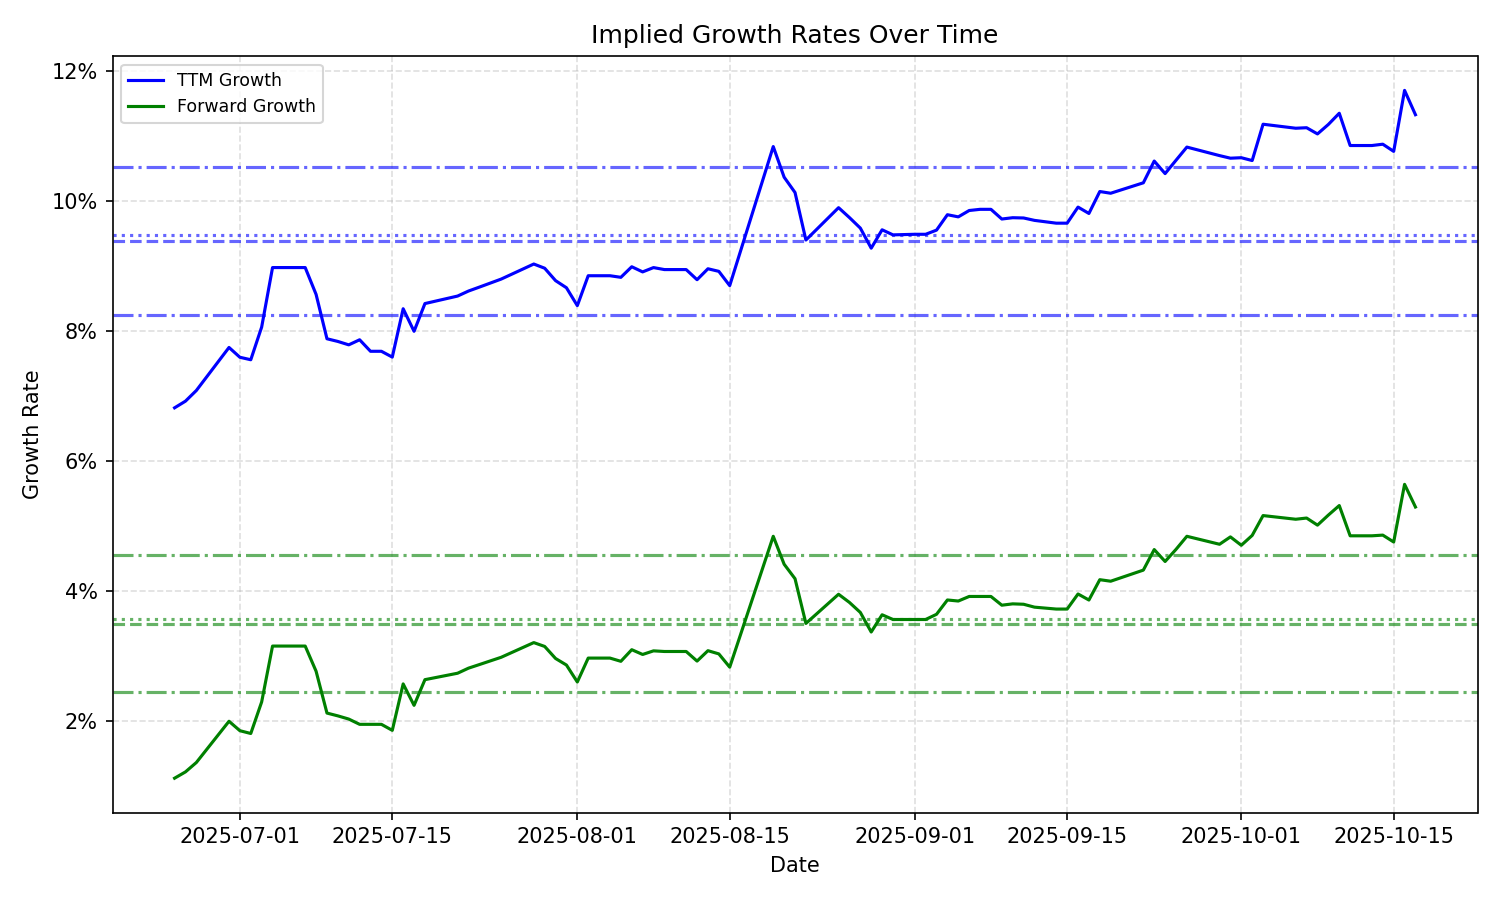 Implied Growth Rates Over Time
TTM Growth
Forward Growth
12%
10%
8%
6%
4%
2%
Growth Rate
2025-07-01
2025-07-15
2025-08-01
2025-08-15
2025-09-01
2025-09-15
2025-10-01
2025-10-15
Date